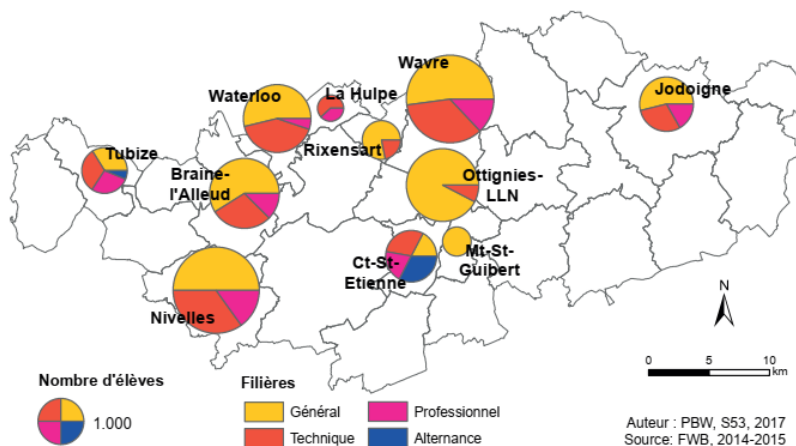 Wavre
La Hulpe
Waterloo
Jodoigne
Rixensart
Tubize
Braine-
l'Alleud
Ottignies-
LLN
Ct-St-
Etienne
Mt-St-
Guibert
Nivelles
N
0 5 10
km
Nombre d'élèves
1.000
Filières
Général
Professionnel
Technique
Alternance
Auteur : PBW, S53, 2017
Source: FWB, 2014-2015